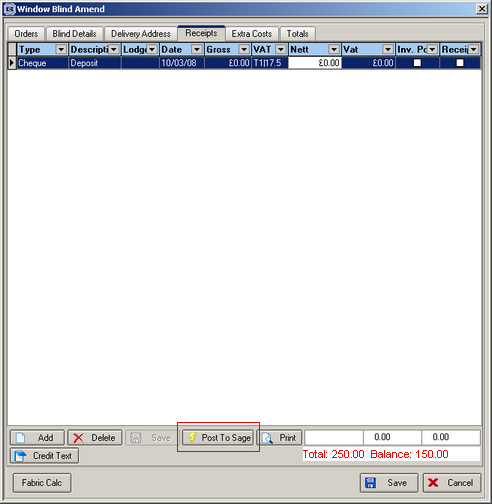 Window Blind Amend
Orders Blind Details Delivery Address Receipts Extra Costs Totals
Type Descripti Lodge Date Gross VAT Nett Vat Inv. Po Receip
Cheque Deposit 10/03/08 £0.00 T1|17.5 £0.00 £0.00
Add Delete Save Post To Sage Print 0.00 0.00
Credit Text Total: 250.00 Balance: 150.00
Fabric Calc Save Cancel